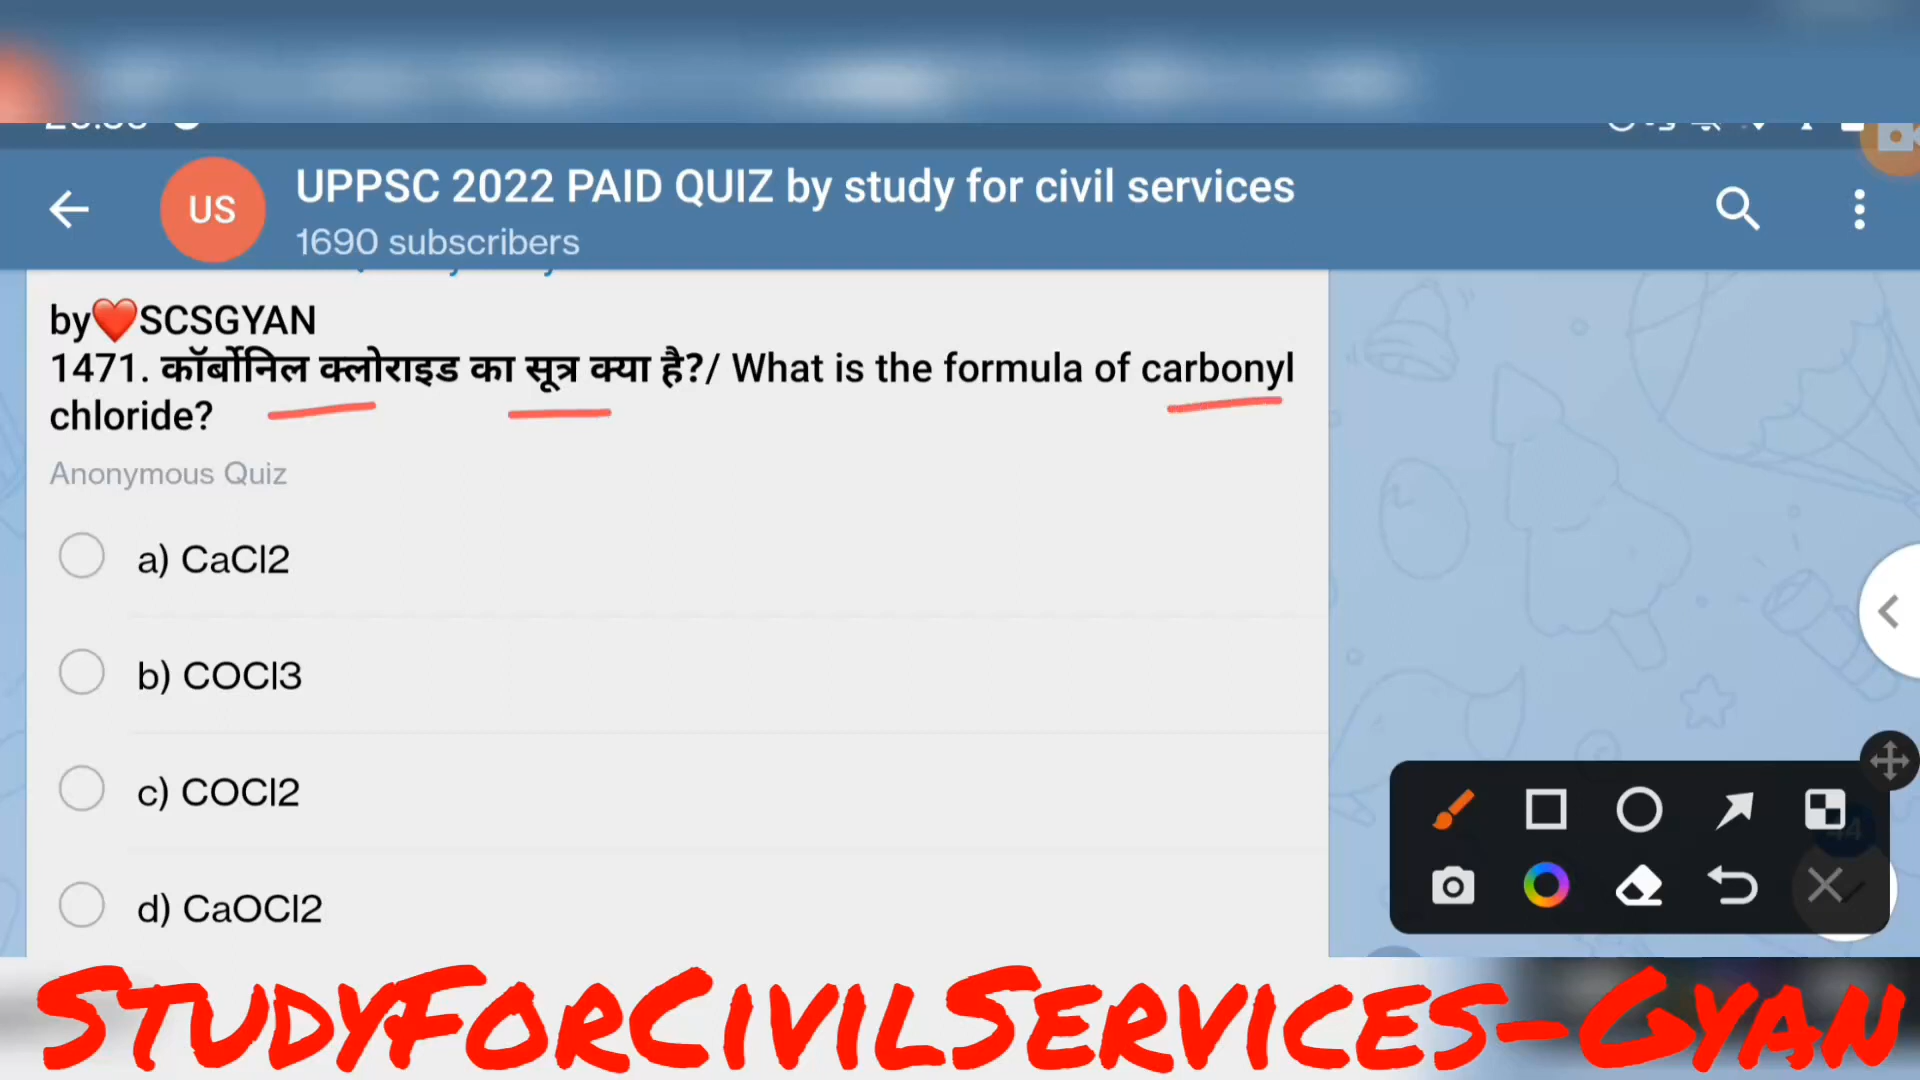 UPPSC 2022 PAID QUIZ by study for civil services
US
1690 subscribers
by❤️SCSGYAN
1471. कॉर्बोनिल क्लोराइड का सूत्र क्या है?/ What is the formula of carbonyl
chloride?
Anonymous Quiz
a) CaCl2
b) COCl3
c) COCl2
d) CaOCl2
44
StudyForCivilServices-Gyan